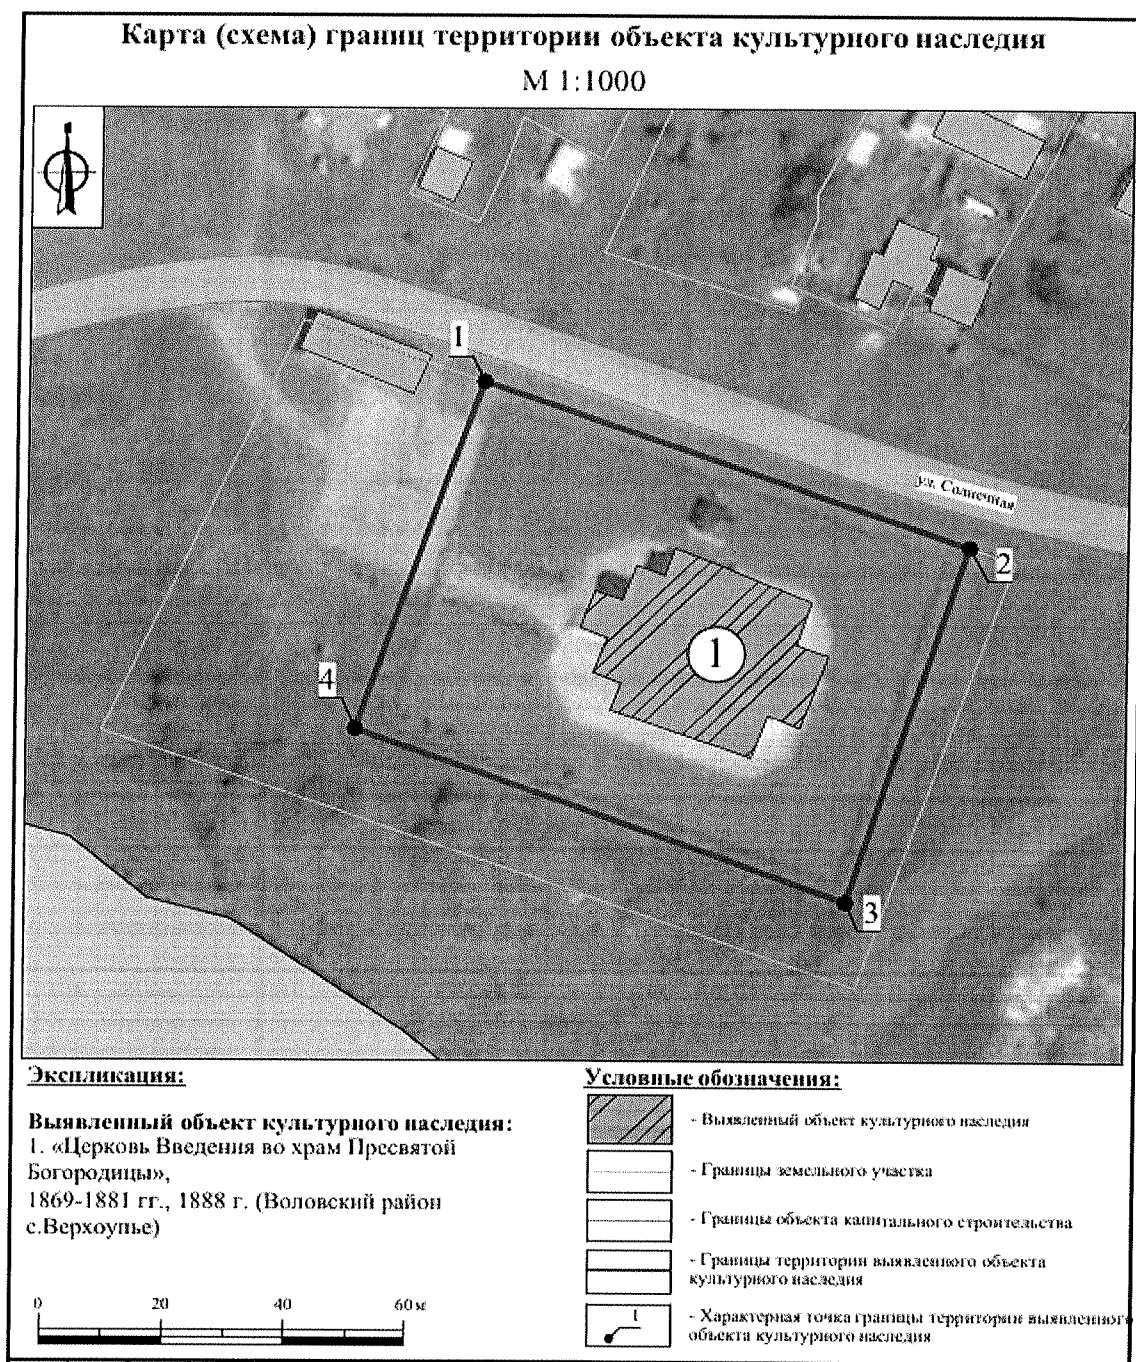 Карта (схема) границ территории объекта культурного наследия
М 1:1000
1
ул. Солнечная
2
1
4
3
Экспликация:
Выявленный объект культурного наследия:
1. «Церковь Введения во храм Пресвятой
Богородицы»,
1869-1881 гг., 1888 г. (Воловский район
с.Верхоупье)
0 20 40 60 м
Условные обозначения:
- Выявленный объект культурного наследия
- Границы земельного участка
- Границы объекта капитального строительства
- Границы территории выявленного объекта
культурного наследия
1
- Характерная точка границы территории выявленного
объекта культурного наследия